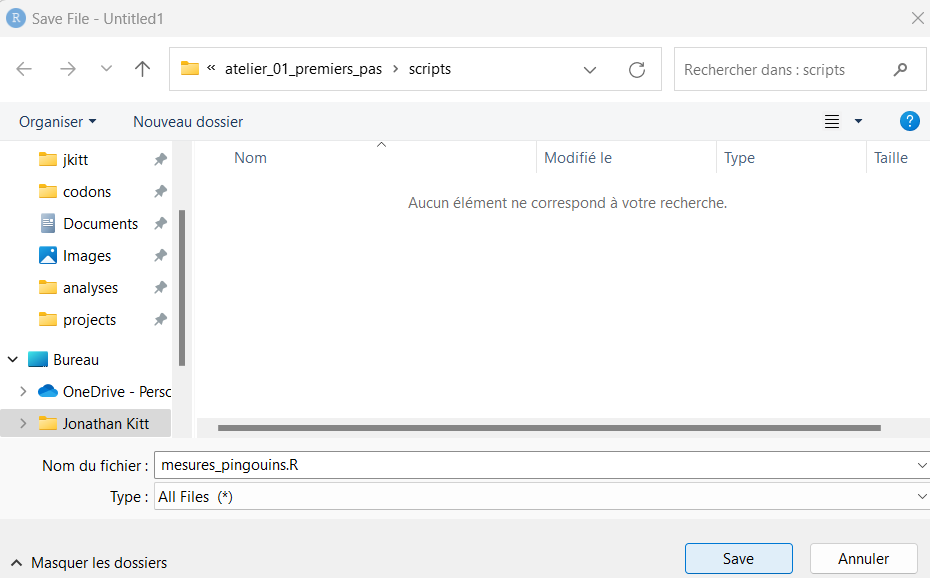 R Save File - Untitled1
« atelier_01_premiers_pas › scripts
Rechercher dans : scripts
Organiser Nouveau dossier ?
Nom Modifié le Type Taille
Aucun élément ne correspond à votre recherche.
jkitt
codons
Documents
Images
analyses
projects
Bureau
OneDrive - Persc
Jonathan Kitt
Nom du fichier : mesures_pingouins.R
Type : All Files (*)
Masquer les dossiers
Save Annuler